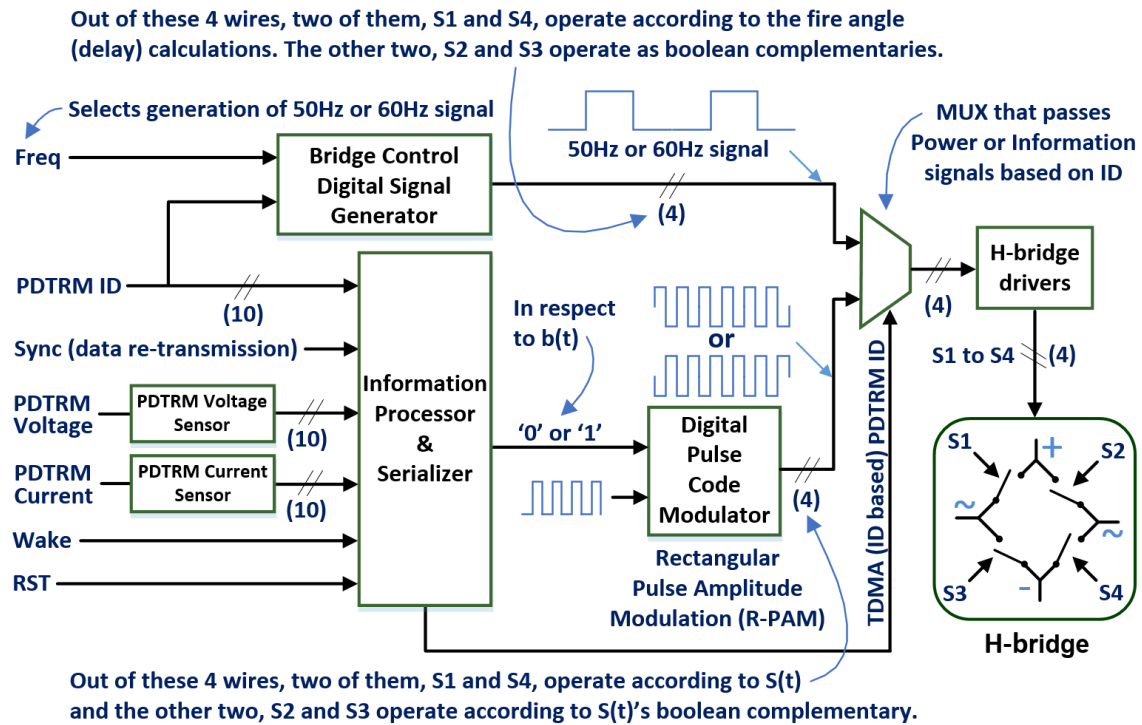 Out of these 4 wires, two of them, S1 and S4, operate according to the fire angle
(delay) calculations. The other two, S2 and S3 operate as boolean complementaries.
Selects generation of 50Hz or 60Hz signal
Freq
Bridge Control
Digital Signal
Generator
50Hz or 60Hz signal
(4)
MUX that passes
Power or Information
signals based on ID
PDTRM ID
(10)
Sync (data re-transmission)
PDTRM
Voltage
PDTRM Voltage
Sensor
(10)
PDTRM
Current
PDTRM Current
Sensor
(10)
Wake
RST
Information
Processor
&
Serializer
In respect
to b(t)
'0' or '1'
or
Digital
Pulse
Code
Modulator
(4)
Rectangular
Pulse Amplitude
Modulation (R-PAM)
TDMA (ID based) PDTRM ID
(4)
H-bridge
drivers
S1 to S4
(4)
S1
+
S2
~
~
S3
-
S4
H-bridge
Out of these 4 wires, two of them, S1 and S4, operate according to S(t)
and the other two, S2 and S3 operate according to S(t)'s boolean complementary.